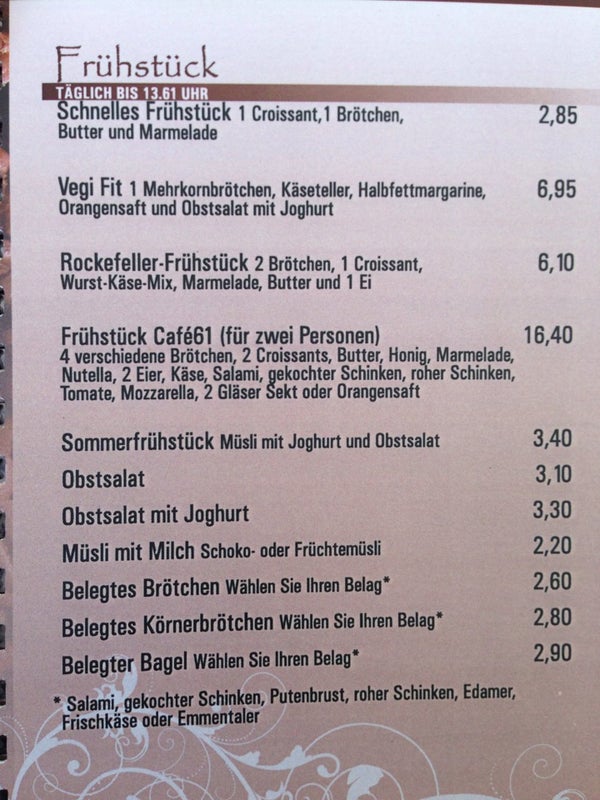 Frühstück
TÄGLICH BIS 13.61 UHR
Schnelles Frühstück 1 Croissant,1 Brötchen, 2,85
Butter und Marmelade
Vegi Fit 1 Mehrkornbrötchen, Käseteller, Halbfettmargarine, 6,95
Orangensaft und Obstsalat mit Joghurt
Rockefeller-Frühstück 2 Brötchen, 1 Croissant, 6,10
Wurst-Käse-Mix, Marmelade, Butter und 1 Ei
Frühstück Café61 (für zwei Personen) 16,40
4 verschiedene Brötchen, 2 Croissants, Butter, Honig, Marmelade,
Nutella, 2 Eier, Käse, Salami, gekochter Schinken, roher Schinken,
Tomate, Mozzarella, 2 Gläser Sekt oder Orangensaft
Sommerfrühstück Müsli mit Joghurt und Obstsalat 3,40
Obstsalat 3,10
Obstsalat mit Joghurt 3,30
Müsli mit Milch Schoko- oder Früchtemüsli 2,20
Belegtes Brötchen Wählen Sie Ihren Belag* 2,60
Belegtes Körnerbrötchen Wählen Sie Ihren Belag* 2,80
Belegter Bagel Wählen Sie Ihren Belag* 2,90
* Salami, gekochter Schinken, Putenbrust, roher Schinken, Edamer,
Frischkäse oder Emmentaler